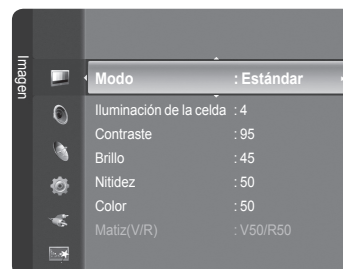 Imagen
Modo : Estándar
Iluminación de la celda : 4
Contraste : 95
Brillo : 45
Nitidez : 50
Color : 50
Matiz(V/R) : V50/R50